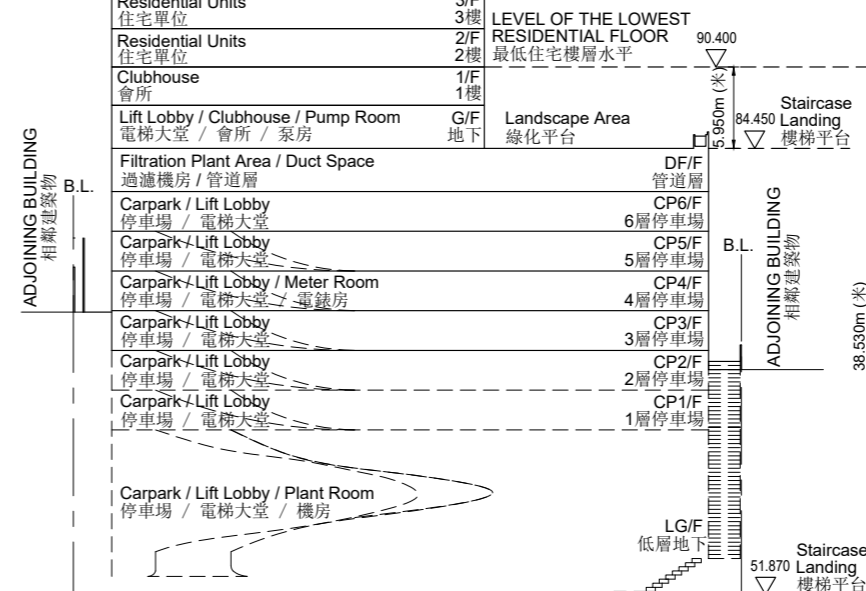 Residential Units 3/F
住宅單位 3樓
LEVEL OF THE LOWEST
RESIDENTIAL FLOOR
最低住宅樓層水平
90.400
Residential Units 2/F
住宅單位 2樓
Clubhouse 1/F
會所 1樓
5.950m (米)
Lift Lobby / Clubhouse / Pump Room G/F
電梯大堂 / 會所 / 泵房 地下
Landscape Area
綠化平台
84.450
Staircase
Landing
樓梯平台
Filtration Plant Area / Duct Space DF/F
過濾機房 / 管道層 管道層
ADJOINING BUILDING
相鄰建築物
B.L.
Carpark / Lift Lobby CP6/F
停車場 / 電梯大堂 6層停車場
Carpark / Lift Lobby CP5/F
停車場 / 電梯大堂 5層停車場
B.L.
ADJOINING BUILDING
相鄰建築物
Carpark / Lift Lobby / Meter Room CP4/F
停車場 / 電梯大堂 / 電錶房 4層停車場
38.530m (米)
Carpark / Lift Lobby CP3/F
停車場 / 電梯大堂 3層停車場
Carpark / Lift Lobby CP2/F
停車場 / 電梯大堂 2層停車場
Carpark / Lift Lobby CP1/F
停車場 / 電梯大堂 1層停車場
Carpark / Lift Lobby / Plant Room
停車場 / 電梯大堂 / 機房
LG/F
低層地下
51.870
Staircase
Landing
樓梯平台